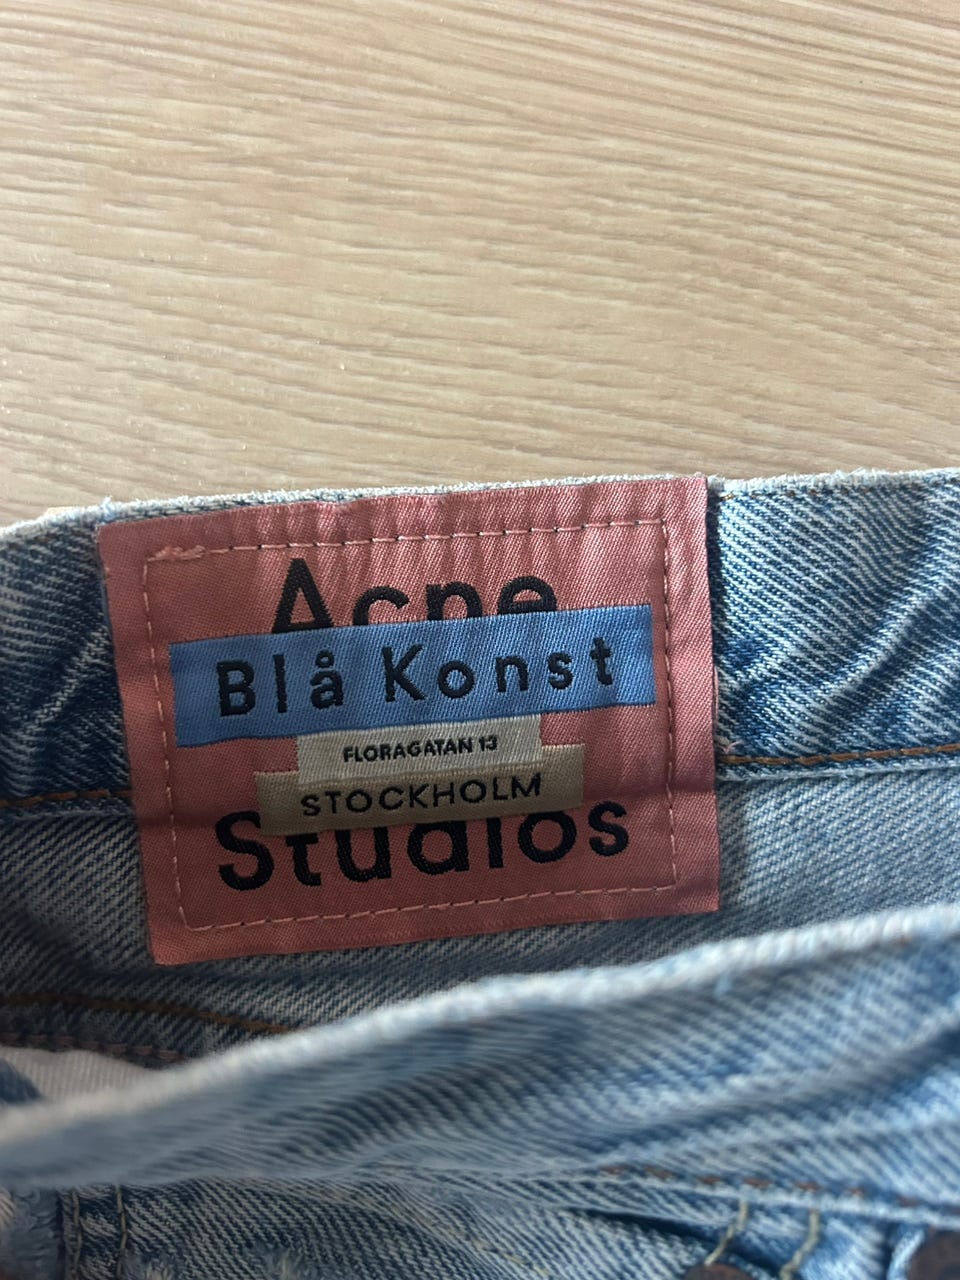 Acne
Blå Konst
FLORAGATAN 13
STOCKHOLM
Studios